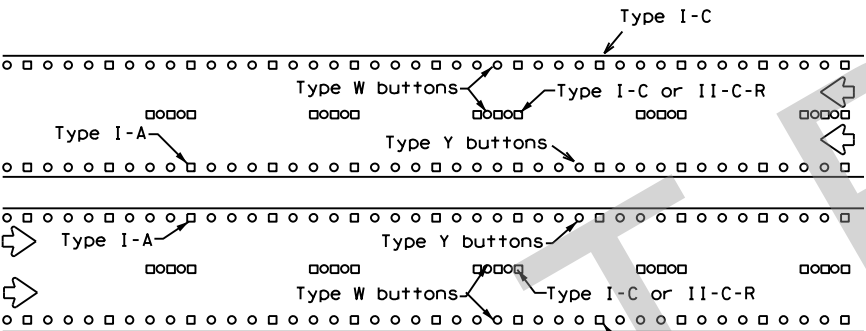 Type I-C
Type W buttons
Type I-C or II-C-R
Type I-A
Type Y buttons
Type I-A
Type Y buttons
Type W buttons
Type I-C or II-C-R